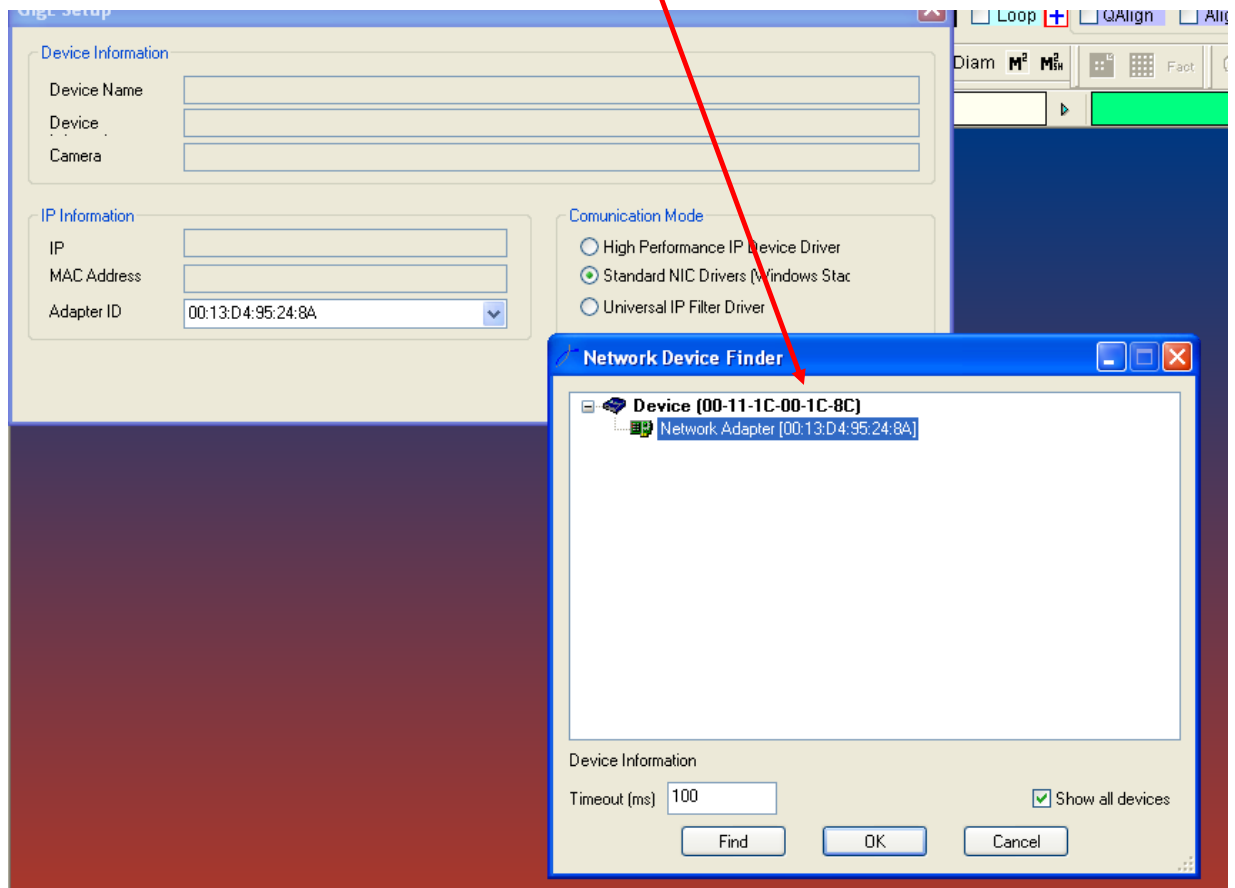 GigE Setup
Loop QAlign
Diam M² M²SH Fact
Device Information
Device Name
Device
Camera
IP Information
IP
MAC Address
Adapter ID 00:13:D4:95:24:8A
Comunication Mode
High Performance IP Device Driver
Standard NIC Drivers (Windows Stac
Universal IP Filter Driver
Network Device Finder
Device (00-11-1C-00-1C-8C)
Network Adapter [00:13:D4:95:24:8A]
Device Information
Timeout (ms) 100
Show all devices
Find OK Cancel